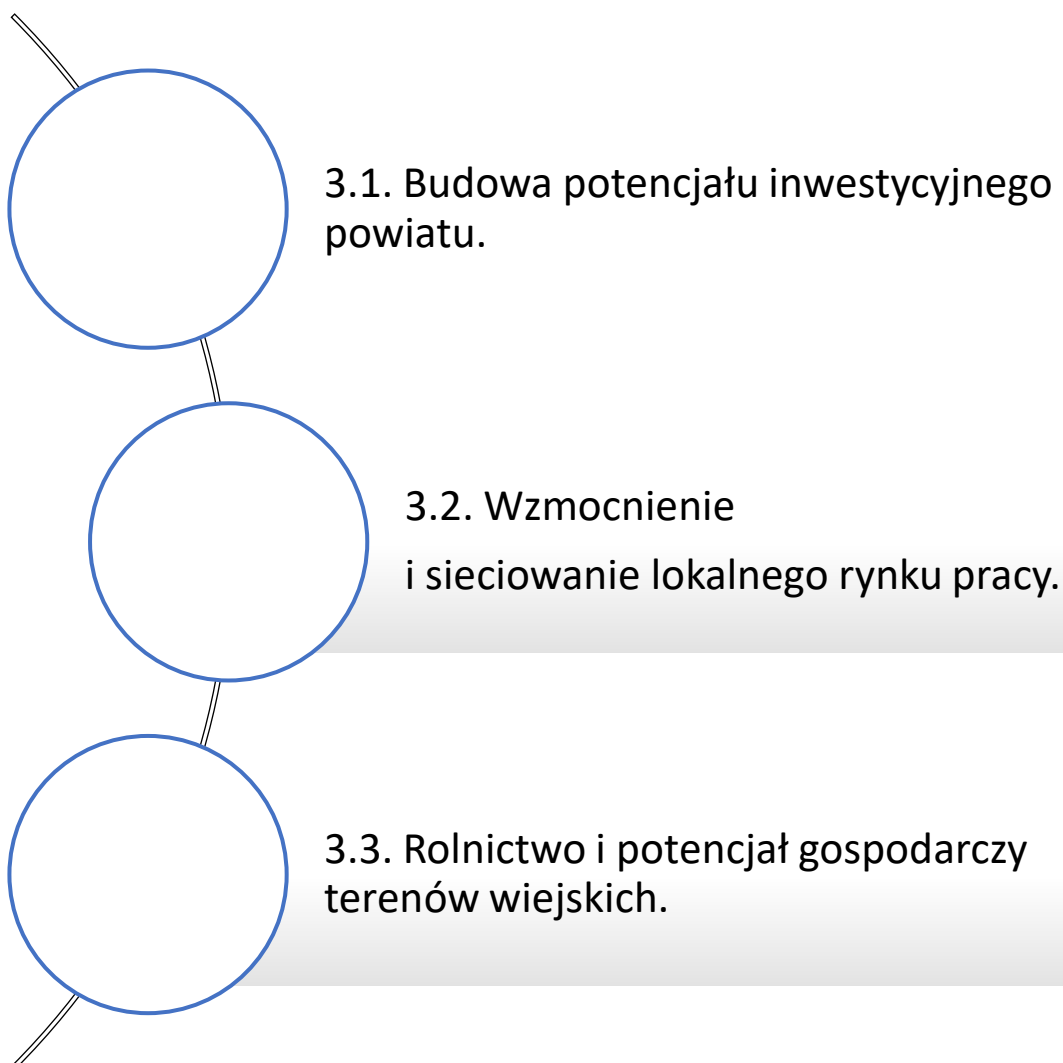 3.1. Budowa potencjału inwestycyjnego
powiatu.
3.2. Wzmocnienie
i sieciowanie lokalnego rynku pracy.
3.3. Rolnictwo i potencjał gospodarczy
terenów wiejskich.